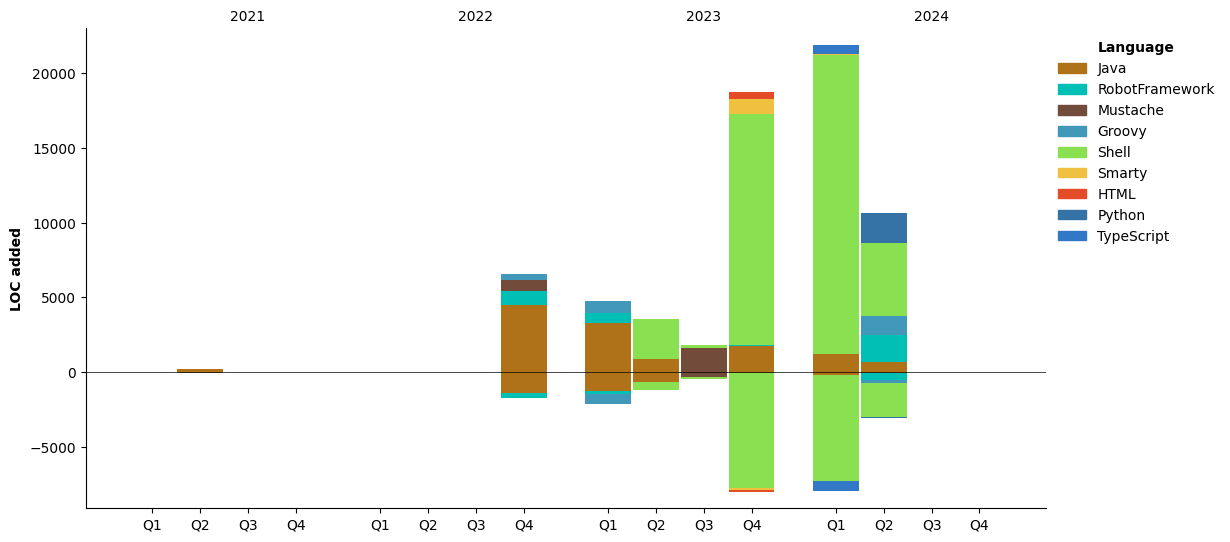 2021 2022 2023 2024
LOC added
20000
15000
10000
5000
0
−5000
Q1 Q2 Q3 Q4 Q1 Q2 Q3 Q4 Q1 Q2 Q3 Q4 Q1 Q2 Q3 Q4
Language
Java
RobotFramework
Mustache
Groovy
Shell
Smarty
HTML
Python
TypeScript